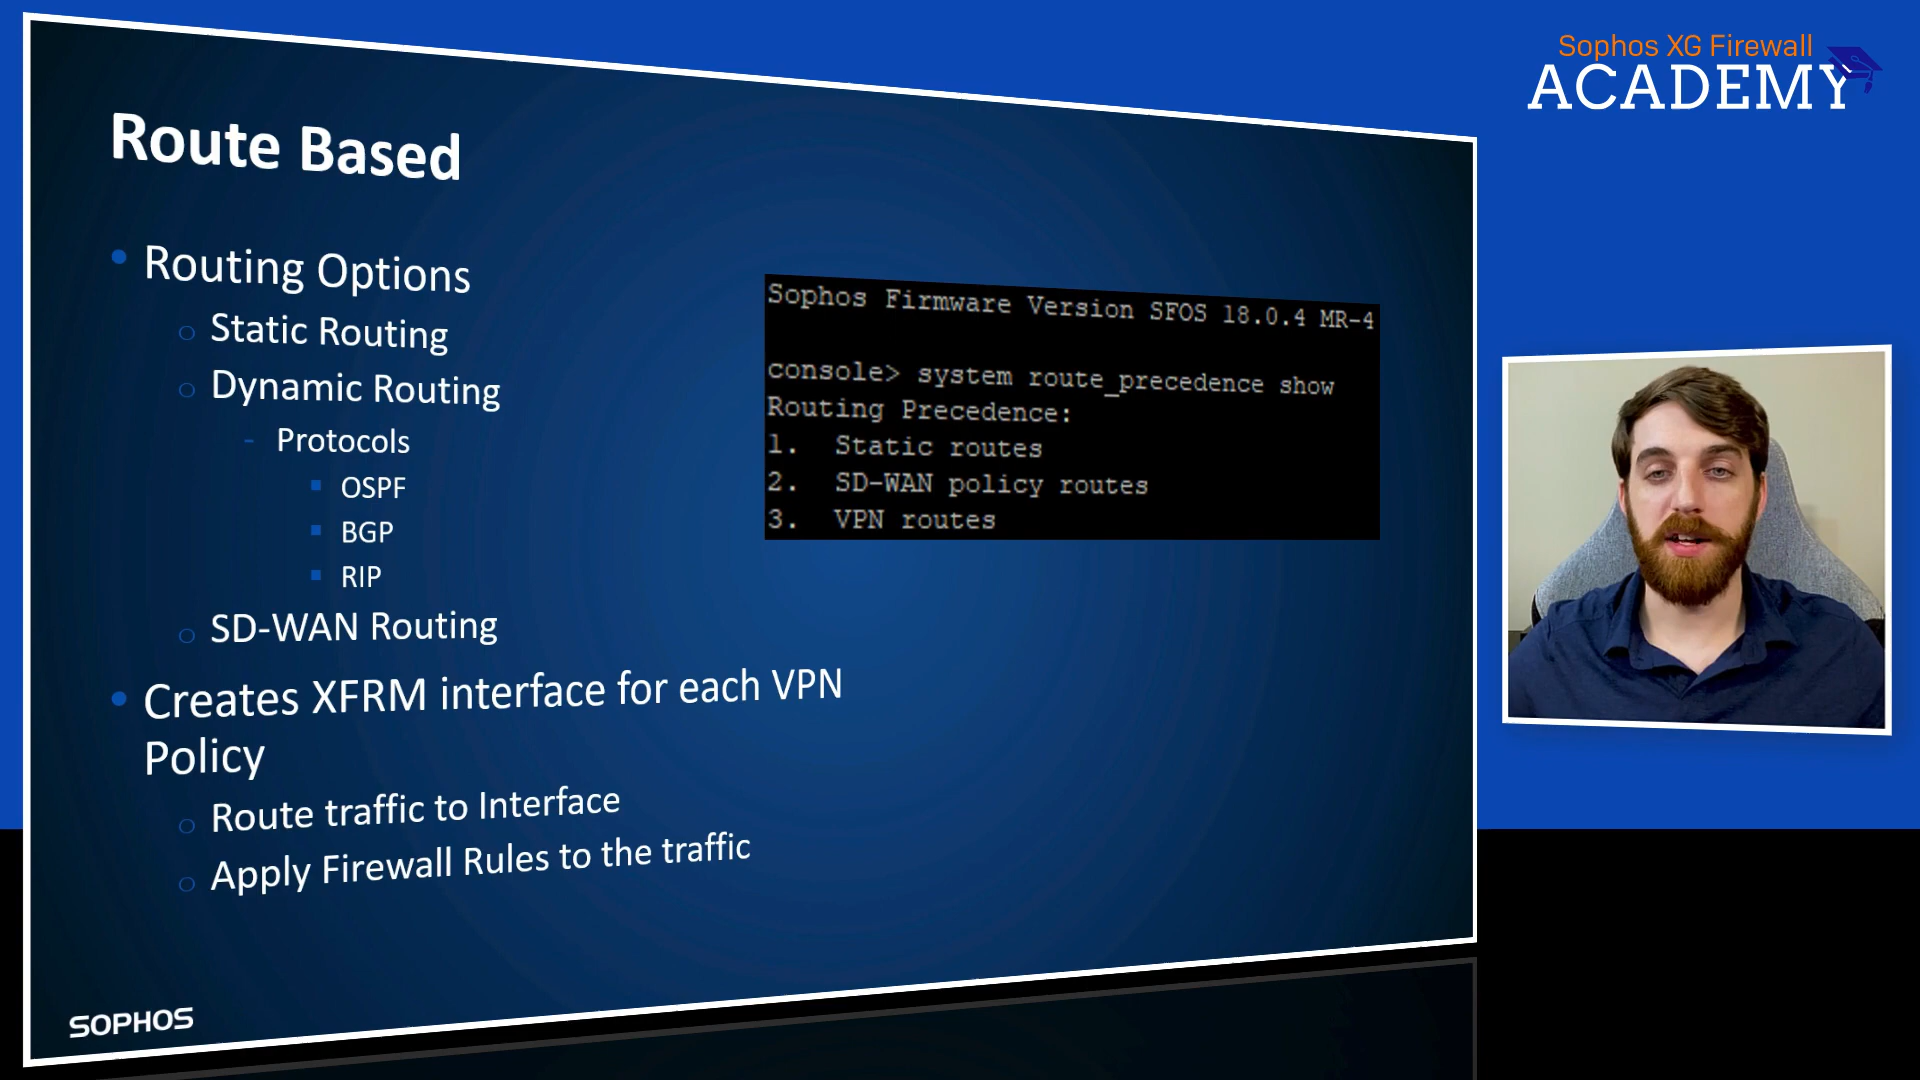 Sophos XG Firewall
ACADEMY
Route Based
Routing Options
Static Routing
Dynamic Routing
Protocols
OSPF
BGP
RIP
SD-WAN Routing
Creates XFRM interface for each VPN
Policy
Route traffic to Interface
Apply Firewall Rules to the traffic
Sophos Firmware Version SFOS 18.0.4 MR-4
console> system route_precedence show
Routing Precedence:
1. Static routes
2. SD-WAN policy routes
3. VPN routes
SOPHOS